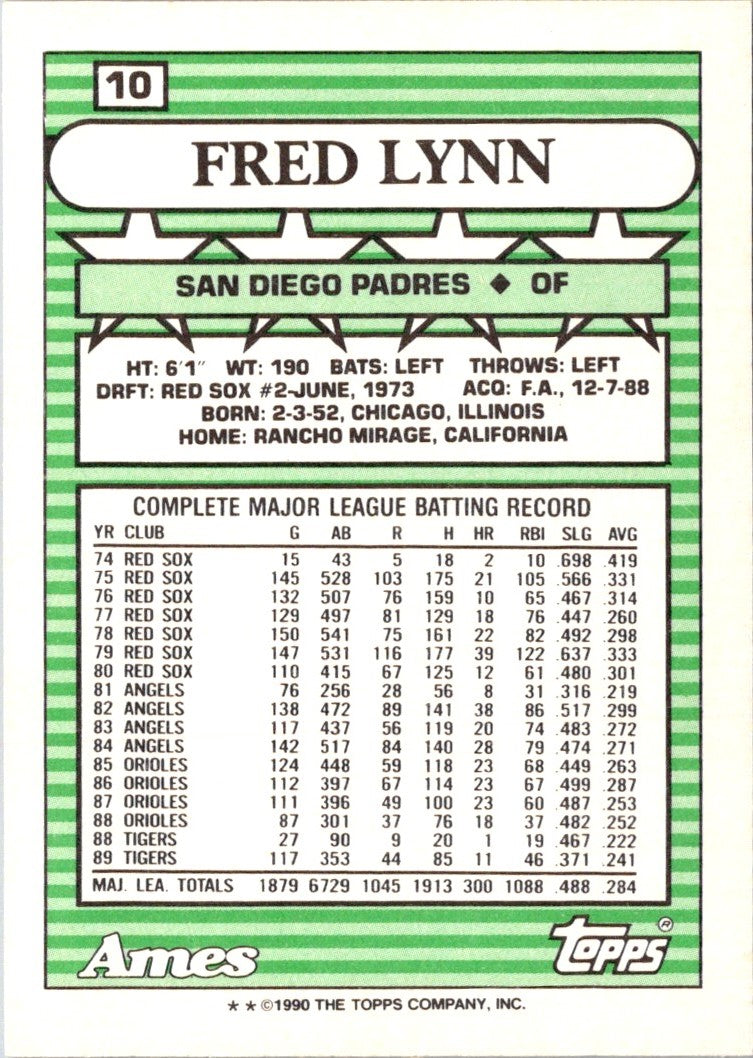 10
FRED LYNN
SAN DIEGO PADRES ◆ OF
HT: 6'1" WT: 190 BATS: LEFT THROWS: LEFT
DRFT: RED SOX #2-JUNE, 1973 ACQ: F.A., 12-7-88
BORN: 2-3-52, CHICAGO, ILLINOIS
HOME: RANCHO MIRAGE, CALIFORNIA
COMPLETE MAJOR LEAGUE BATTING RECORD
YR CLUB G AB R H HR RBI SLG AVG
74 RED SOX 15 43 5 18 2 10 .698 .419
75 RED SOX 145 528 103 175 21 105 .566 .331
76 RED SOX 132 507 76 159 10 65 .467 .314
77 RED SOX 129 497 81 129 18 76 .447 .260
78 RED SOX 150 541 75 161 22 82 .492 .298
79 RED SOX 147 531 116 177 39 122 .637 .333
80 RED SOX 110 415 67 125 12 61 .480 .301
81 ANGELS 76 256 28 56 8 31 .316 .219
82 ANGELS 138 472 89 141 38 86 .517 .299
83 ANGELS 117 437 56 119 20 74 .483 .272
84 ANGELS 142 517 84 140 28 79 .474 .271
85 ORIOLES 124 448 59 118 23 68 .449 .263
86 ORIOLES 112 397 67 114 23 67 .499 .287
87 ORIOLES 111 396 49 100 23 60 .487 .253
88 ORIOLES 87 301 37 76 18 37 .482 .252
88 TIGERS 27 90 9 20 1 19 .467 .222
89 TIGERS 117 353 44 85 11 46 .371 .241
MAJ. LEA. TOTALS 1879 6729 1045 1913 300 1088 .488 .284
Ames
Topps®
* * ©1990 THE TOPPS COMPANY, INC.